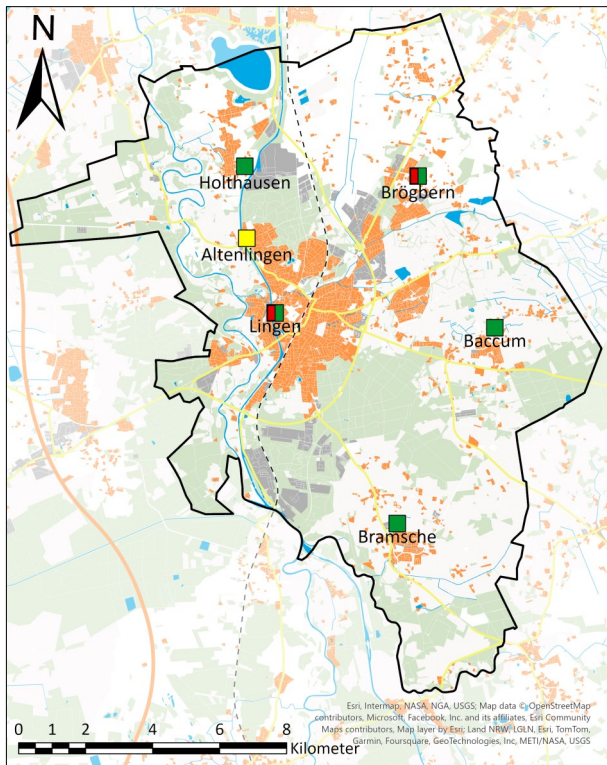 N
Holthausen
Brögbern
Altenlingen
Lingen
Baccum
Bramsche
Esri, Intermap, NASA, NGA, USGS; Map data © OpenStreetMap
contributors, Microsoft, Facebook, Inc. and its affiliates, Esri Community
Maps contributors, Map layer by Esri; Land NRW, LGLN, Esri, TomTom,
Garmin, Foursquare, GeoTechnologies, Inc, METI/NASA, USGS
0 1 2 4 6 8
Kilometer